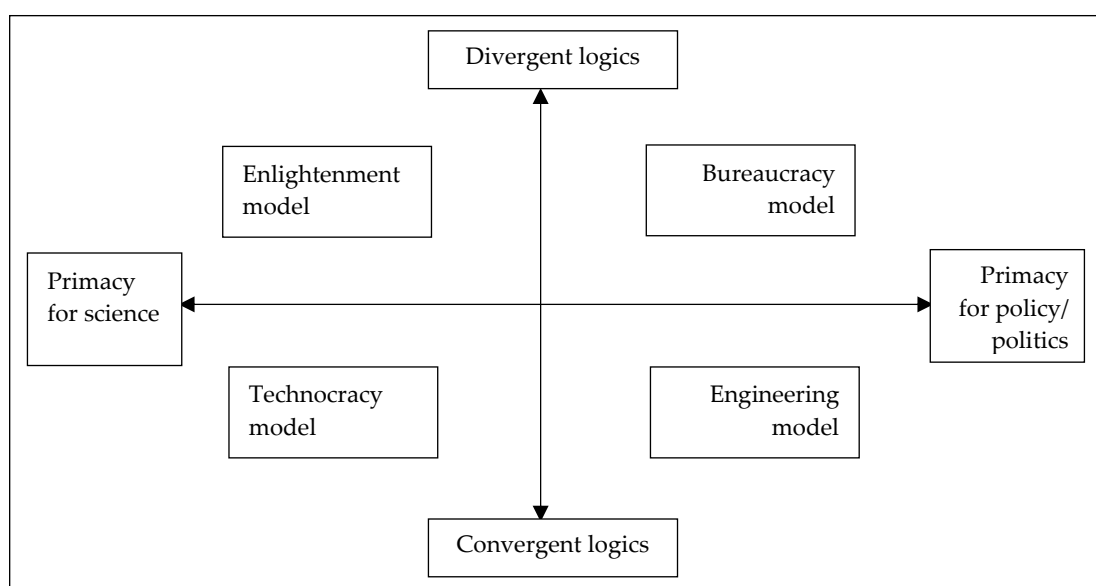 Divergent logics
Enlightenment
model
Bureaucracy
model
Primacy
for science
Primacy
for policy/
politics
Technocracy
model
Engineering
model
Convergent logics